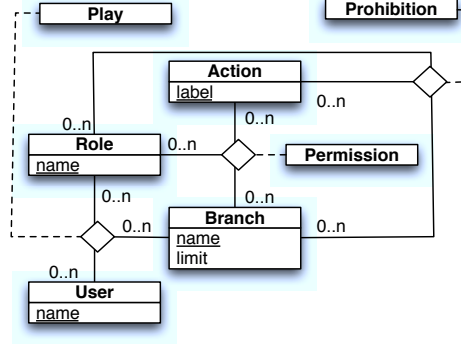 Play
Prohibition
Action
label
0..n
0..n
0..n
Role
name
0..n
Permission
0..n
0..n
Branch
name
limit
0..n
0..n
0..n
User
name